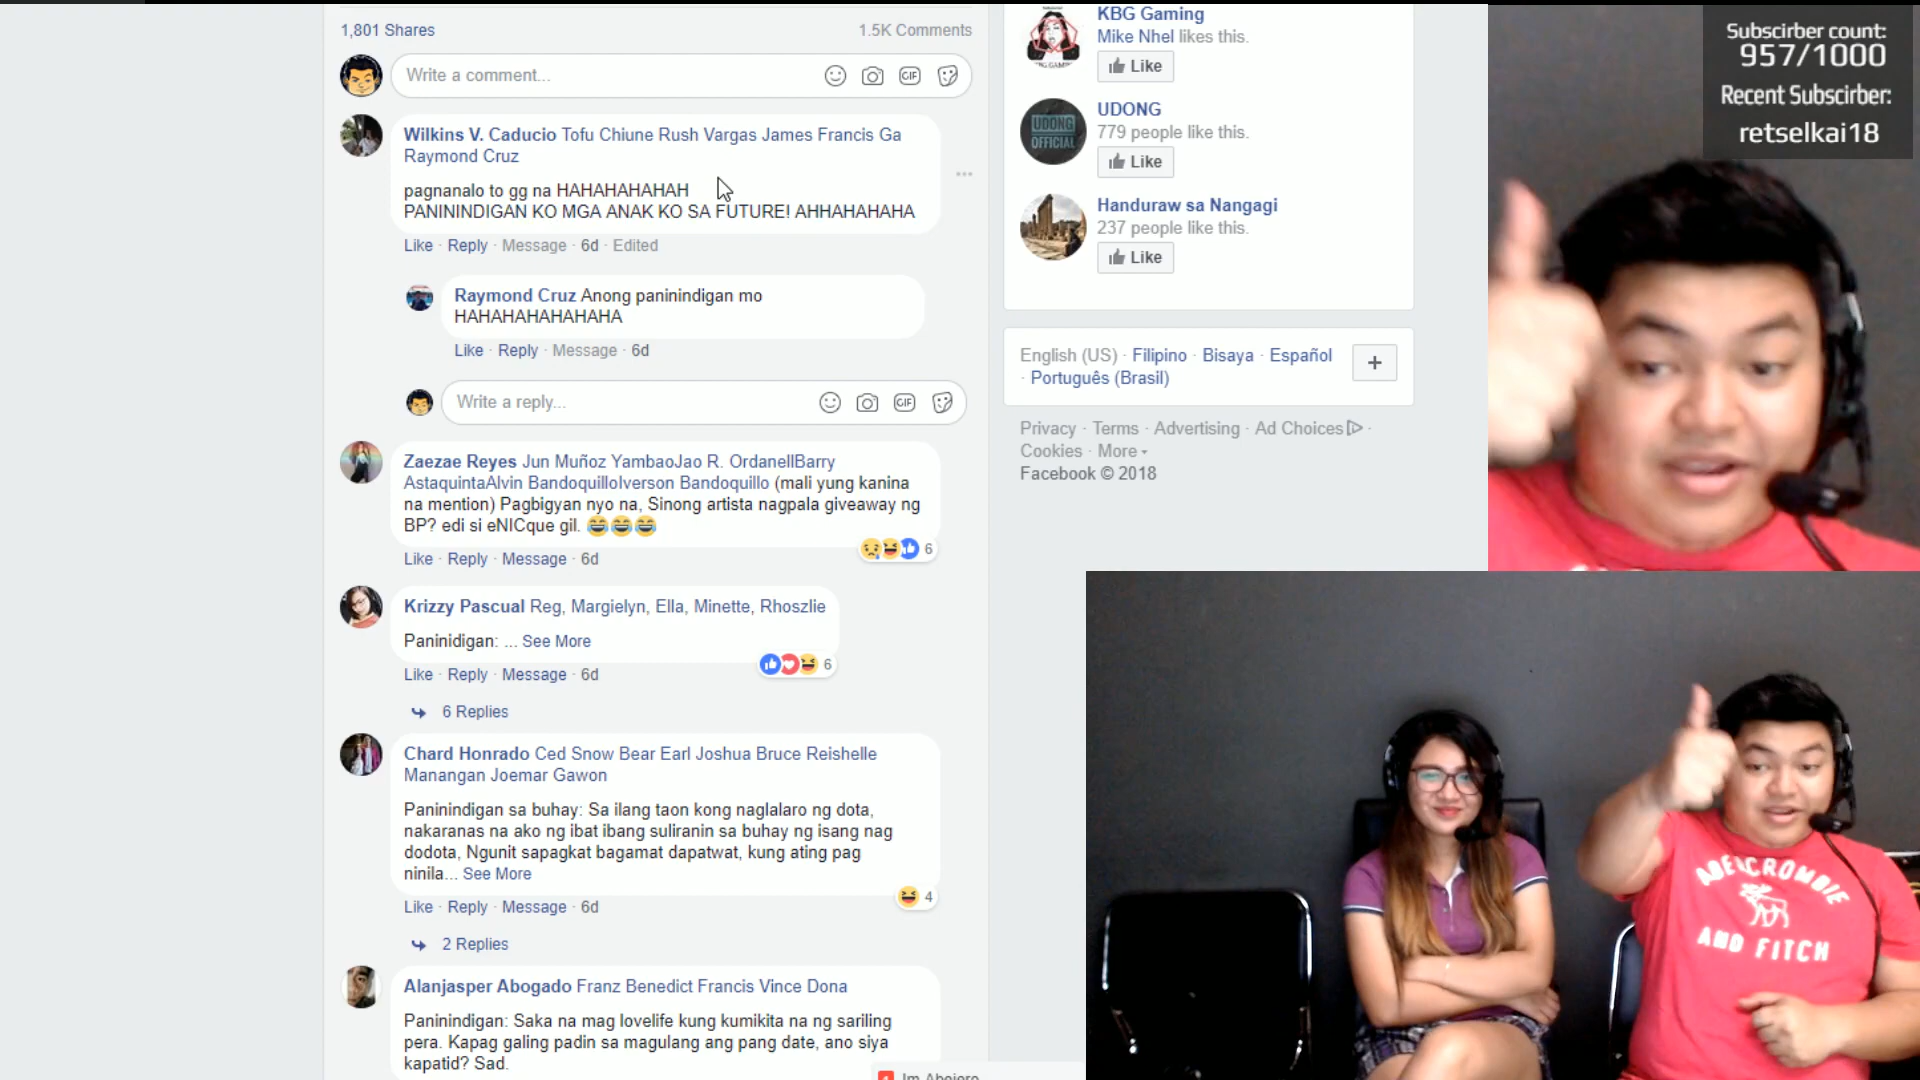 1,801 Shares
1.5K Comments
Write a comment...
GIF
Wilkins V. Caducio Tofu Chiune Rush Vargas James Francis Ga
Raymond Cruz
pagnanalo to gg na HAHAHAHAHAH
PANININDIGAN KO MGA ANAK KO SA FUTURE! AHHAHAHAHA
Like · Reply · Message · 6d · Edited
Raymond Cruz Anong paninindigan mo
HAHAHAHAHAHAHA
Like · Reply · Message · 6d
Write a reply...
GIF
Zaezae Reyes Jun Muñoz YambaoJao R. OrdanellBarry
AstaquintaAlvin BandoquilloIverson Bandoquillo (mali yung kanina
na mention) Pagbigyan nyo na, Sinong artista nagpala giveaway ng
BP? edi si eNICque gil. 😂😂😂
6
Like · Reply · Message · 6d
Krizzy Pascual Reg, Margielyn, Ella, Minette, Rhoszlie
Paninidigan: ... See More
6
Like · Reply · Message · 6d
6 Replies
Chard Honrado Ced Snow Bear Earl Joshua Bruce Reishelle
Manangan Joemar Gawon
Paninindigan sa buhay: Sa ilang taon kong naglalaro ng dota,
nakaranas na ako ng ibat ibang suliranin sa buhay ng isang nag
dodota, Ngunit sapagkat bagamat dapatwat, kung ating pag
ninila... See More
4
Like · Reply · Message · 6d
2 Replies
Alanjasper Abogado Franz Benedict Francis Vince Dona
Paninindigan: Saka na mag lovelife kung kumikita na ng sariling
pera. Kapag galing padin sa magulang ang pang date, ano siya
kapatid? Sad.
KBG Gaming
Mike Nhel likes this.
Like
UDONG
779 people like this.
Like
UDONG
OFFICIAL
Handuraw sa Nangagi
237 people like this.
Like
English (US) · Filipino · Bisaya · Español
· Português (Brasil)
+
Privacy · Terms · Advertising · Ad Choices ·
Cookies · More
Facebook © 2018
Subscirber count:
957/1000
Recent Subscirber:
retselkai18
ABERCROMBIE
AND FITCH